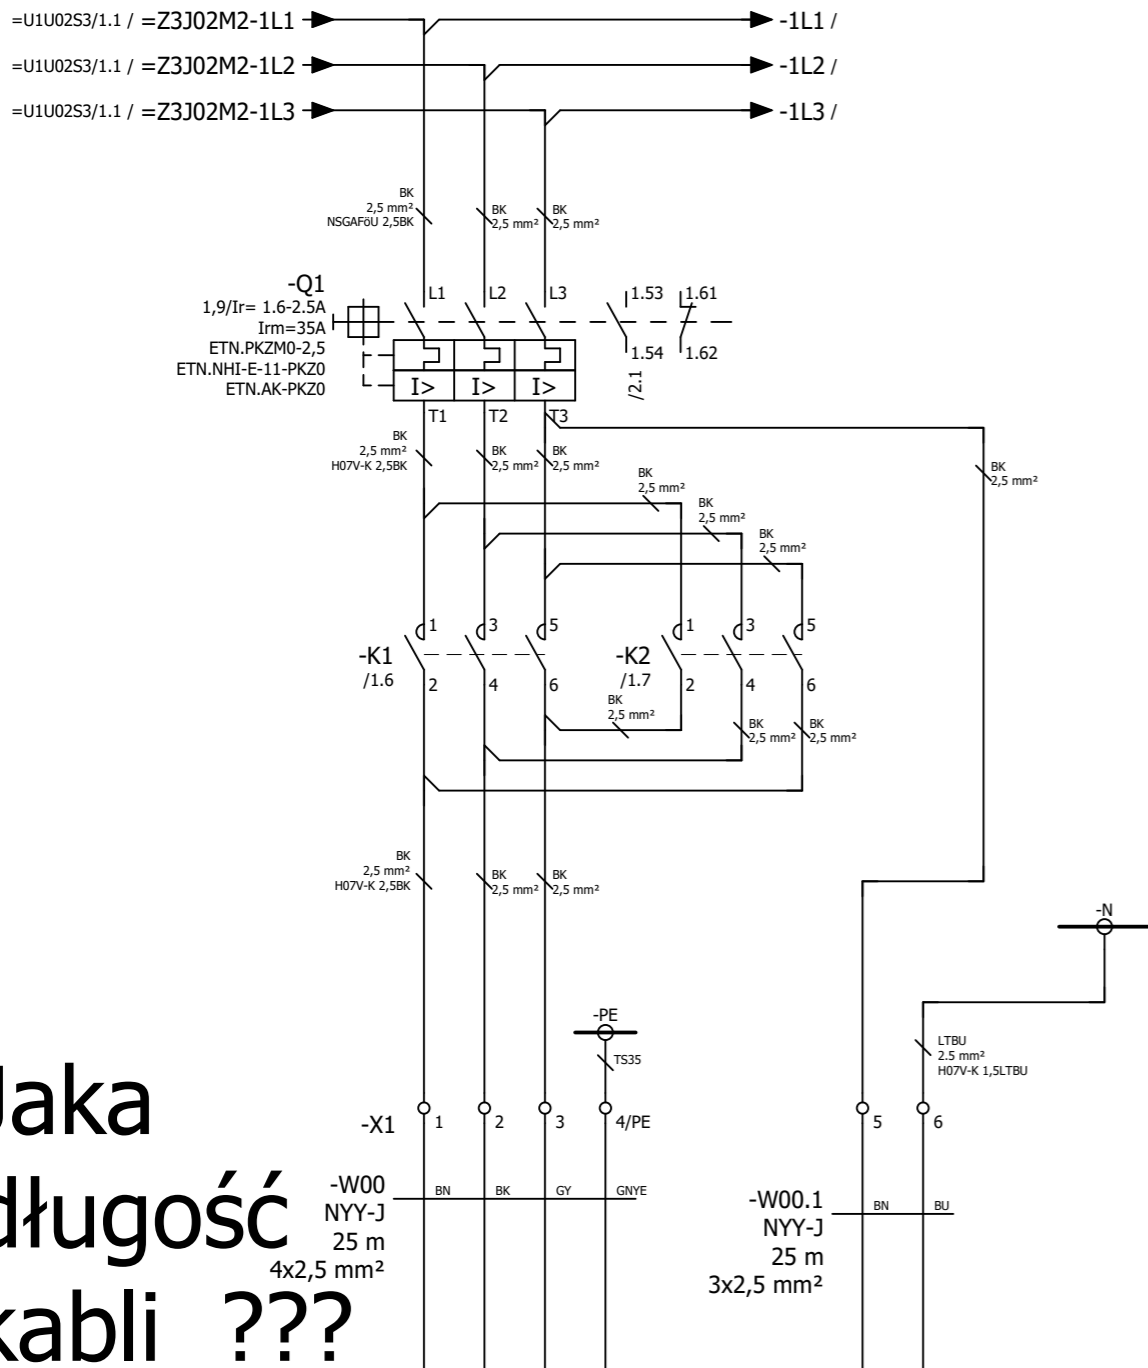 =U1U02S3/1.1 / =Z3J02M2-1L1 -1L1 /
=U1U02S3/1.1 / =Z3J02M2-1L2 -1L2 /
=U1U02S3/1.1 / =Z3J02M2-1L3 -1L3 /
BK
2,5 mm²
NSGAFöU 2,5BK
BK
2,5 mm²
BK
2,5 mm²
-Q1
1,9/Ir= 1.6-2.5A
Irm=35A
ETN.PKZM0-2,5
ETN.NHI-E-11-PKZ0
ETN.AK-PKZ0
L1 L2 L3
1.53 1.61
1.54 1.62
/2.1
I> I> I>
T1 T2 T3
BK
2,5 mm²
H07V-K 2,5BK
BK
2,5 mm²
BK
2,5 mm²
BK
2,5 mm²
BK
2,5 mm²
BK
2,5 mm²
BK
2,5 mm²
-K1
/1.6
1 3 5
2 4 6
-K2
/1.7
1 3 5
2 4 6
BK
2,5 mm²
BK
2,5 mm²
BK
2,5 mm²
BK
2,5 mm²
H07V-K 2,5BK
BK
2,5 mm²
BK
2,5 mm²
-N
-PE
TS35
LTBU
2.5 mm²
H07V-K 1,5LTBU
-X1 1 2 3 4/PE 5 6
-W00
NYY-J
25 m
4x2,5 mm²
BN BK GY GNYE
-W00.1
NYY-J
25 m
3x2,5 mm²
BN BU
Jaka
długość
kabli ???